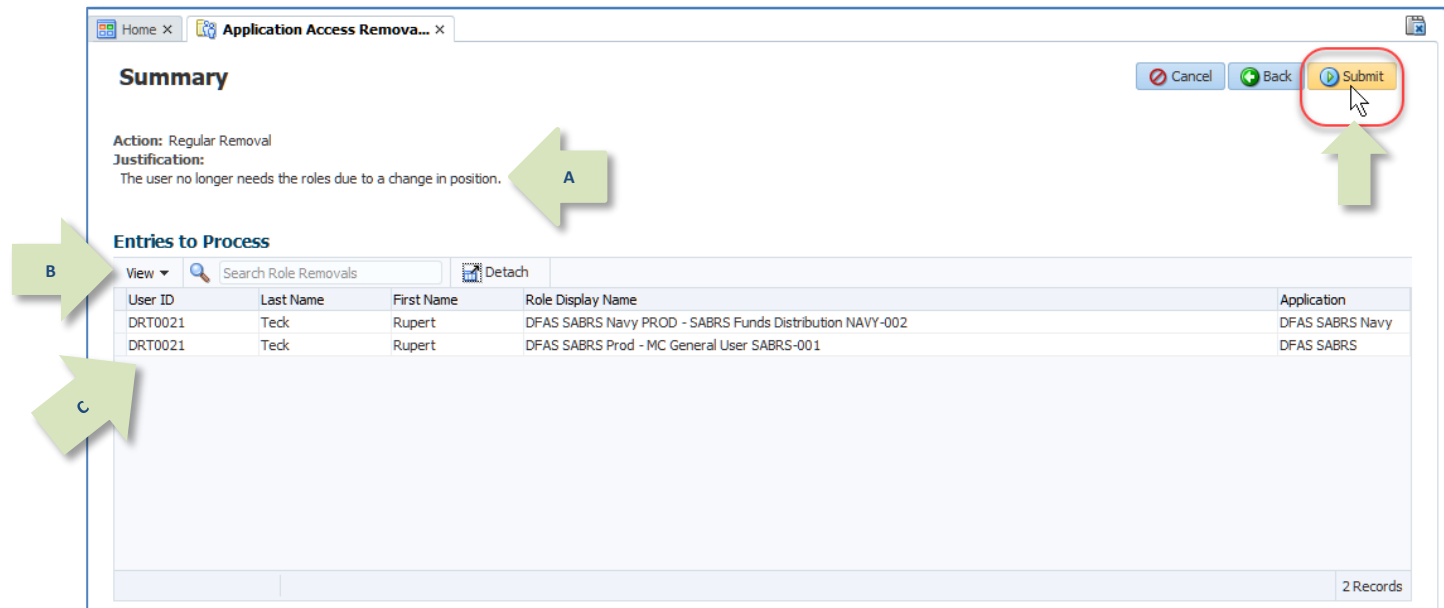 Home × Application Access Remova... ×
Summary Cancel Back Submit
Action: Regular Removal
Justification:
The user no longer needs the roles due to a change in position. A
Entries to Process
B View Search Role Removals Detach
User ID Last Name First Name Role Display Name Application
DRT0021 Teck Rupert DFAS SABRS Navy PROD - SABRS Funds Distribution NAVY-002 DFAS SABRS Navy
DRT0021 Teck Rupert DFAS SABRS Prod - MC General User SABRS-001 DFAS SABRS
C
2 Records